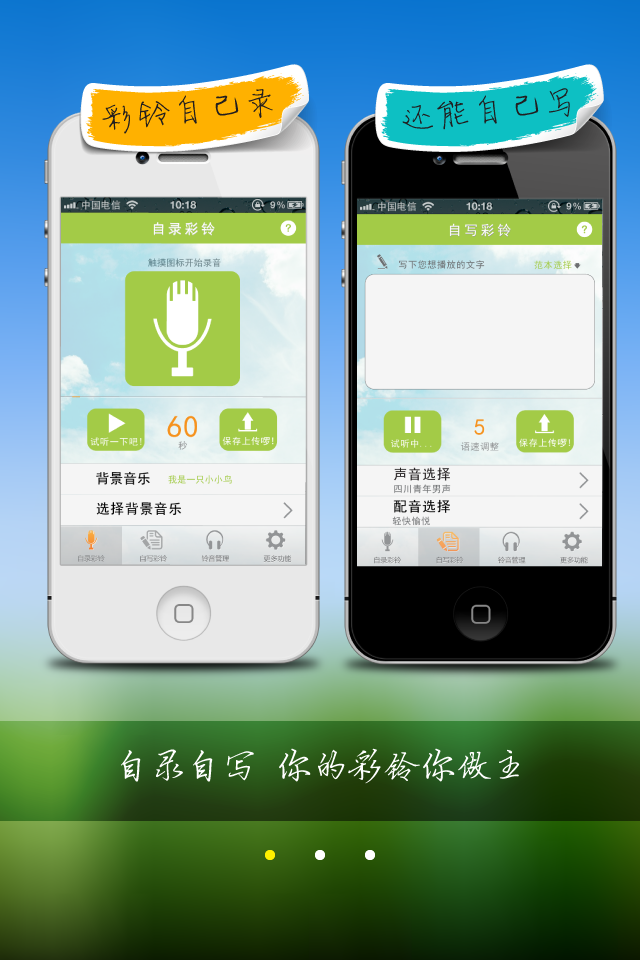 彩铃自己录
还能自己写
中国电信 10:18 9%
自录彩铃 ?
触摸图标开始录音
试听一下吧!
60
秒
保存上传啰!
背景音乐 我是一只小小鸟
选择背景音乐
自录彩铃 自写彩铃 铃音管理 更多功能
中国电信 10:18 9%
自写彩铃 ?
写下您想播放的文字 范本选择
试听中...
5
语速调整
保存上传啰!
声音选择
四川青年男声
配音选择
轻快愉悦
自录彩铃 自写彩铃 铃音管理 更多功能
自录自写 你的彩铃你做主